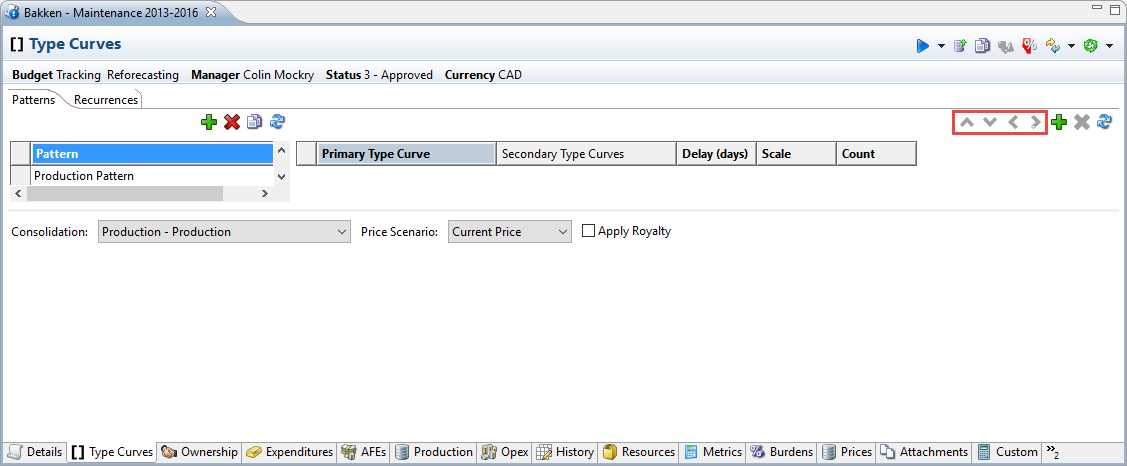 Bakken - Maintenance 2013-2016
[] Type Curves
Budget Tracking Reforecasting Manager Colin Mockry Status 3 - Approved Currency CAD
Patterns Recurrences
Pattern Primary Type Curve Secondary Type Curves Delay (days) Scale Count
Production Pattern
Consolidation: Production - Production Price Scenario: Current Price Apply Royalty
Details [] Type Curves Ownership Expenditures AFEs Production Opex History Resources Metrics Burdens Prices Attachments Custom »2